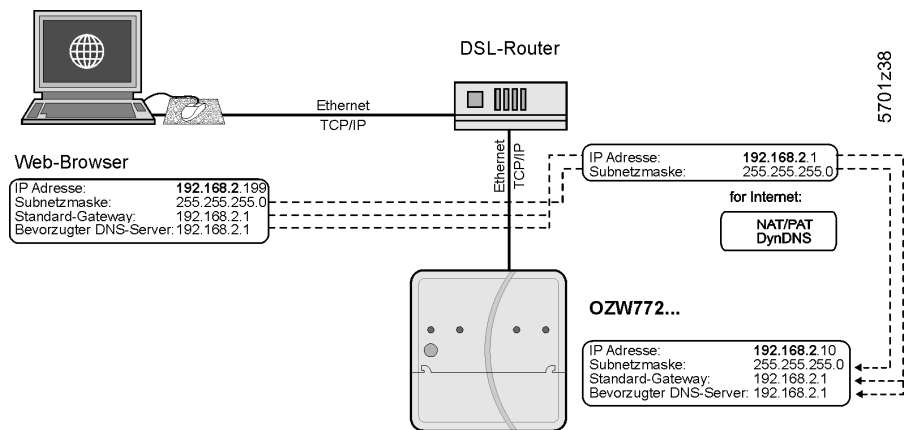 DSL-Router
5701z38
Ethernet
TCP/IP
Ethernet
TCP/IP
Web-Browser
IP Adresse: 192.168.2.199
Subnetzmaske: 255.255.255.0
Standard-Gateway: 192.168.2.1
Bevorzugter DNS-Server: 192.168.2.1
IP Adresse: 192.168.2.1
Subnetzmaske: 255.255.255.0
for Internet:
NAT/PAT
DynDNS
OZW772...
IP Adresse: 192.168.2.10
Subnetzmaske: 255.255.255.0
Standard-Gateway: 192.168.2.1
Bevorzugter DNS-Server: 192.168.2.1